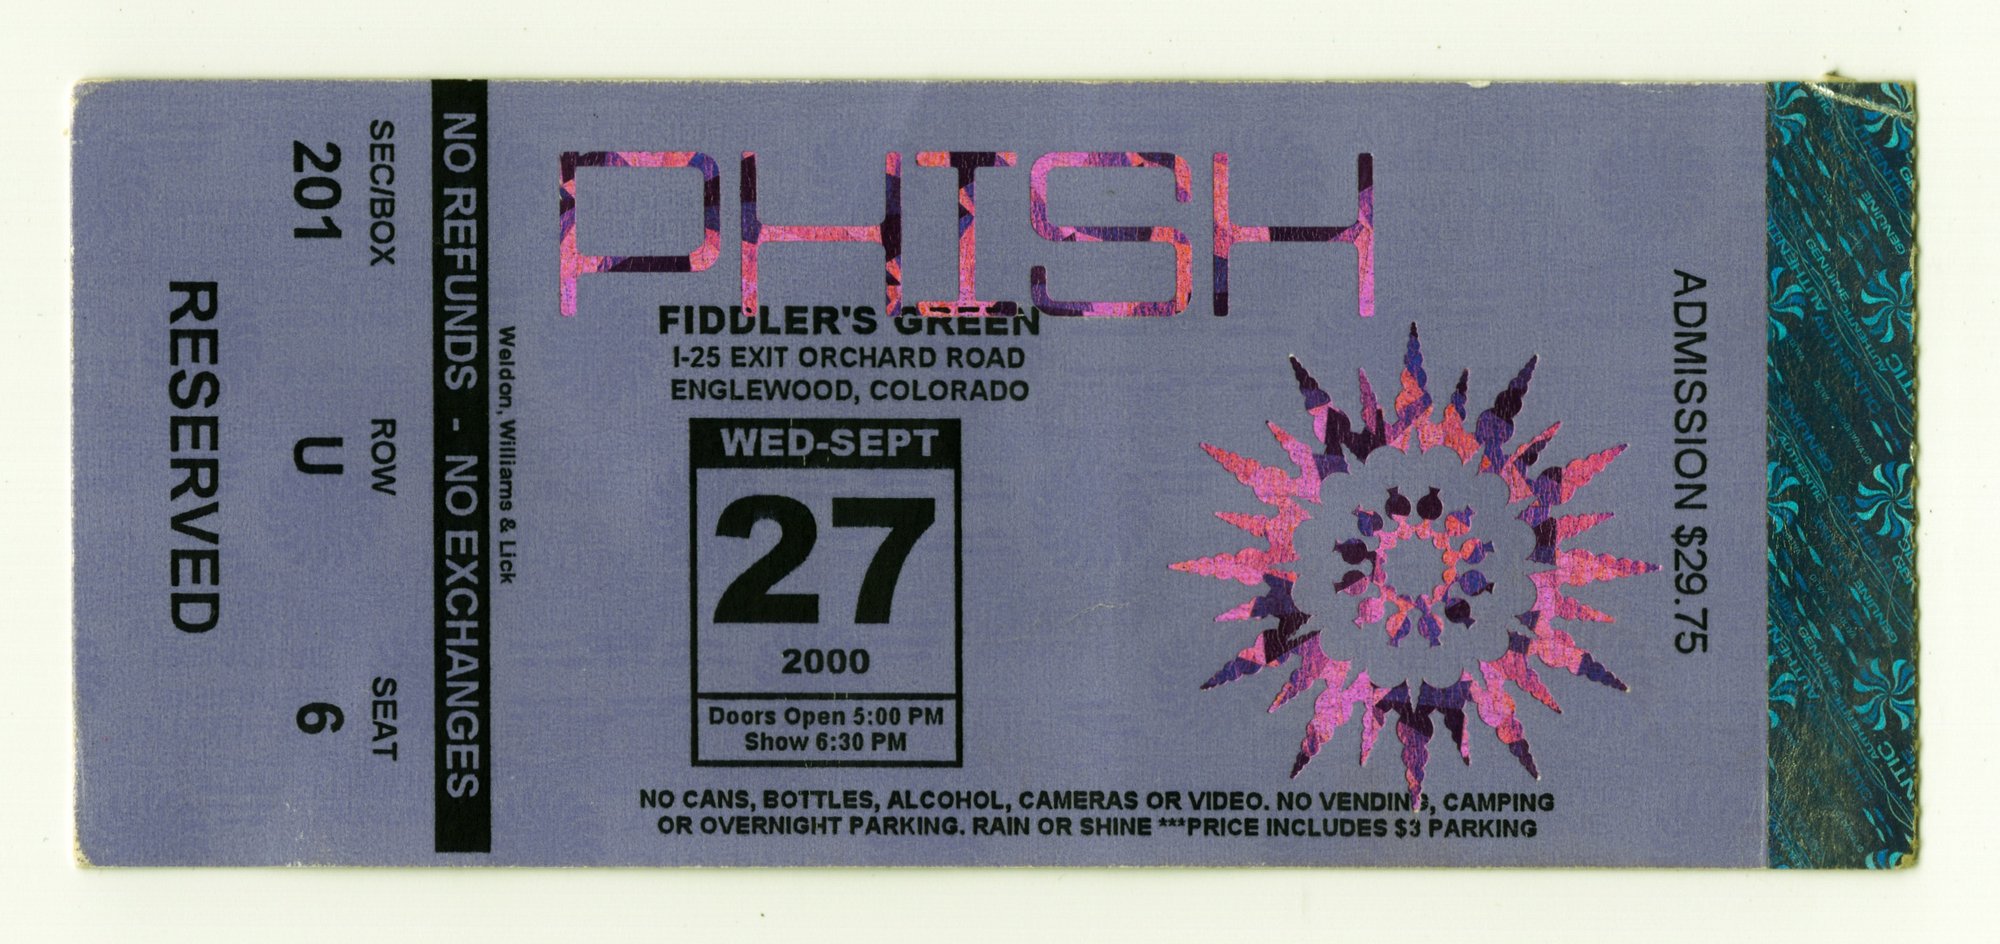 RESERVED
SEC/BOX
201
ROW
U
SEAT
6
NO REFUNDS - NO EXCHANGES
Weldon, Williams & Lick
PHISH
FIDDLER'S GREEN
I-25 EXIT ORCHARD ROAD
ENGLEWOOD, COLORADO
WED-SEPT
27
2000
Doors Open 5:00 PM
Show 6:30 PM
NO CANS, BOTTLES, ALCOHOL, CAMERAS OR VIDEO. NO VENDING, CAMPING
OR OVERNIGHT PARKING. RAIN OR SHINE ***PRICE INCLUDES $3 PARKING
ADMISSION $29.75
GENUINE
AUTHENTIC